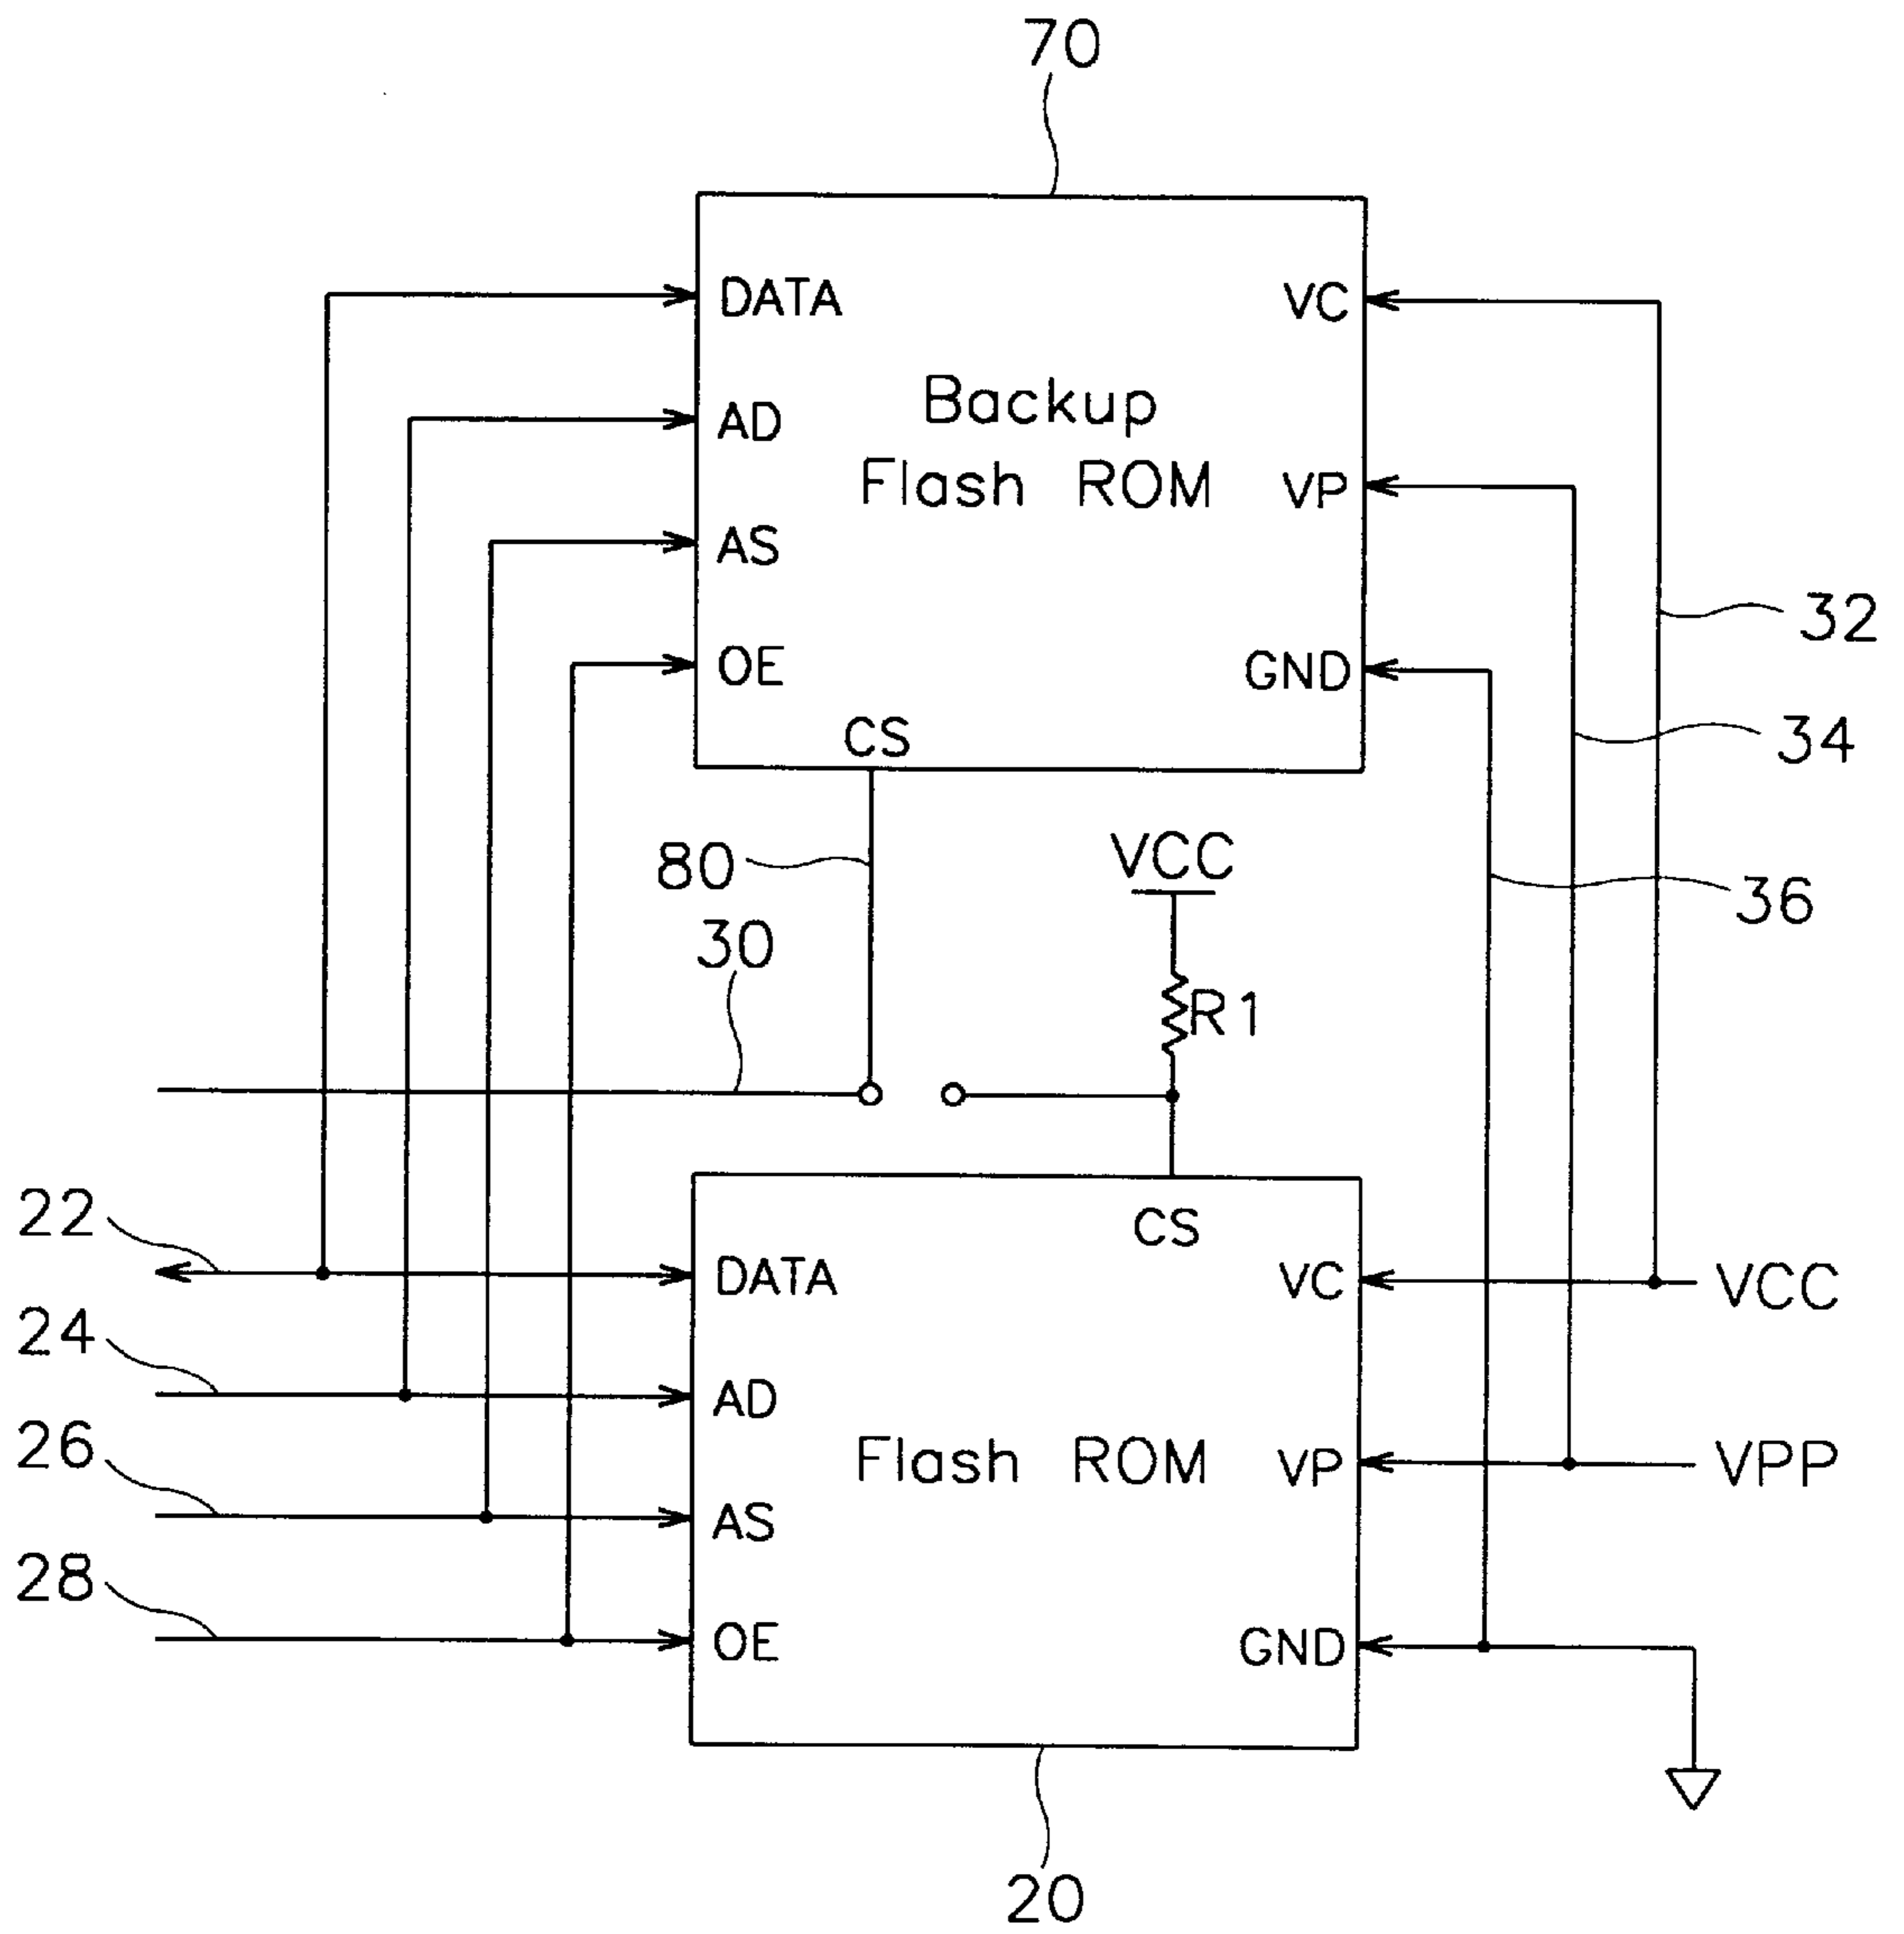 70
DATA
VC
AD
Backup
Flash ROM
VP
AS
OE
GND
CS
32
34
36
80
VCC
30
R1
22
CS
DATA
VC
VCC
24
AD
Flash ROM
VP
VPP
26
AS
28
OE
GND
20